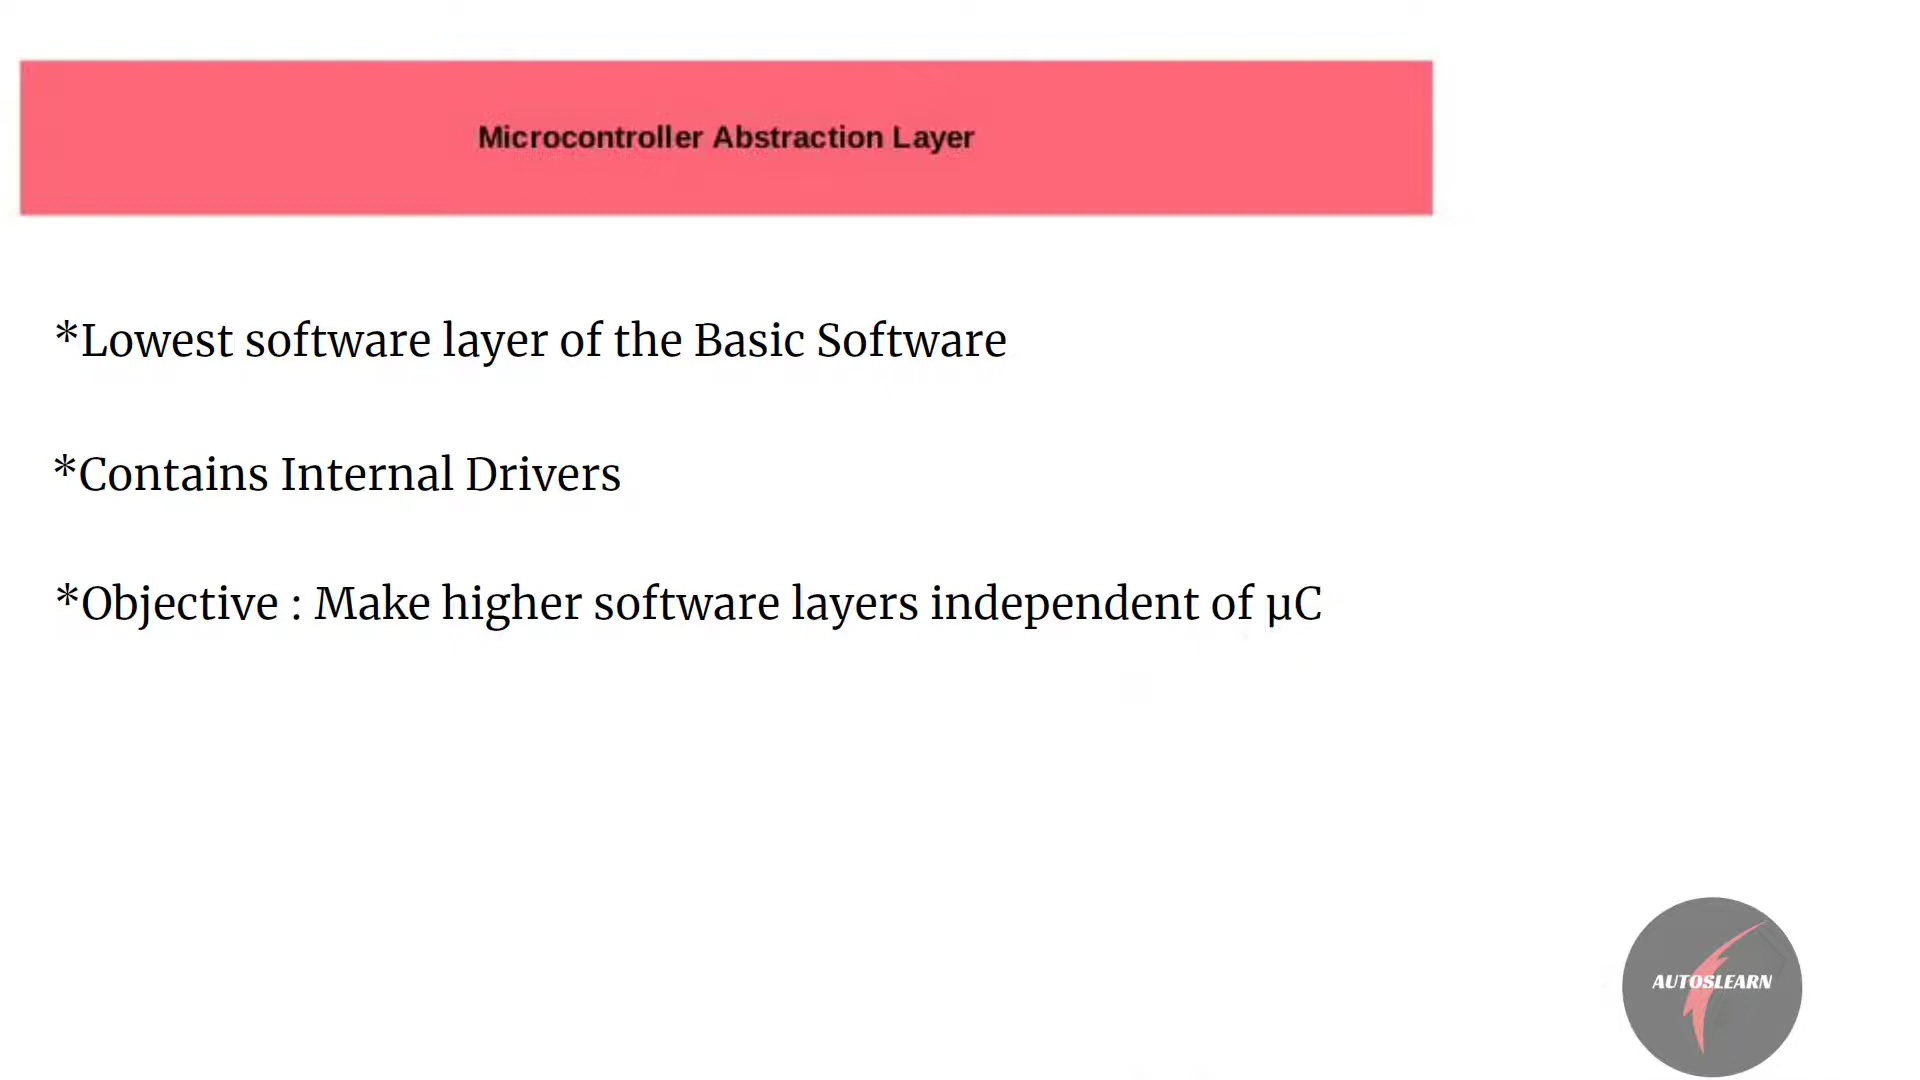 Microcontroller Abstraction Layer
*Lowest software layer of the Basic Software
*Contains Internal Drivers
*Objective : Make higher software layers independent of µC
AUTOSLEARN